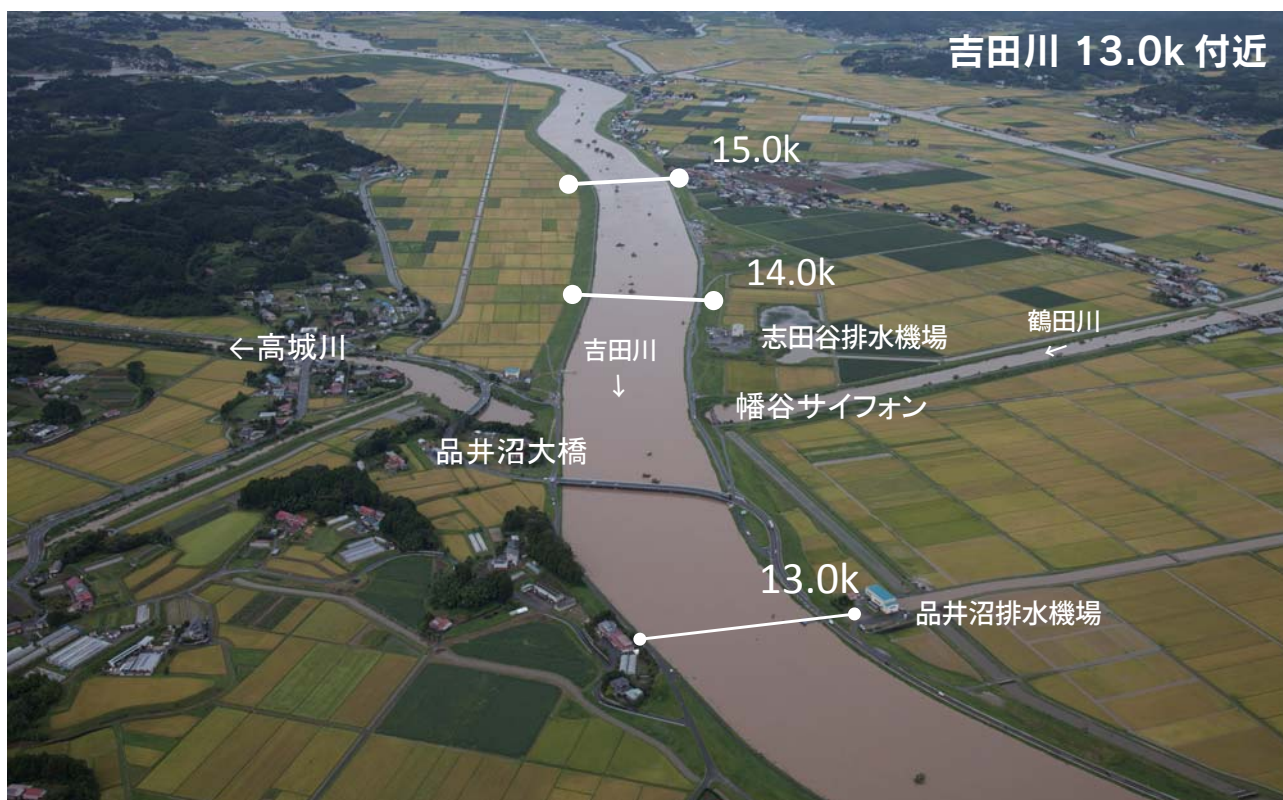 吉田川 13.0k 付近
15.0k
14.0k
志田谷排水機場
鶴田川
←
←高城川
吉田川
↓
幡谷サイフォン
品井沼大橋
13.0k
品井沼排水機場